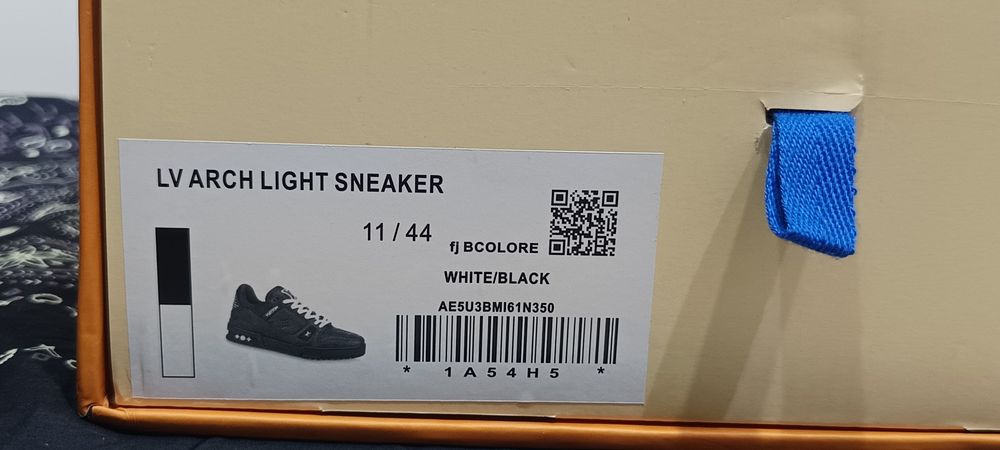 LV ARCH LIGHT SNEAKER
11 / 44
fj BCOLORE
WHITE/BLACK
AE5U3BMI61N350
* 1A54H5 *